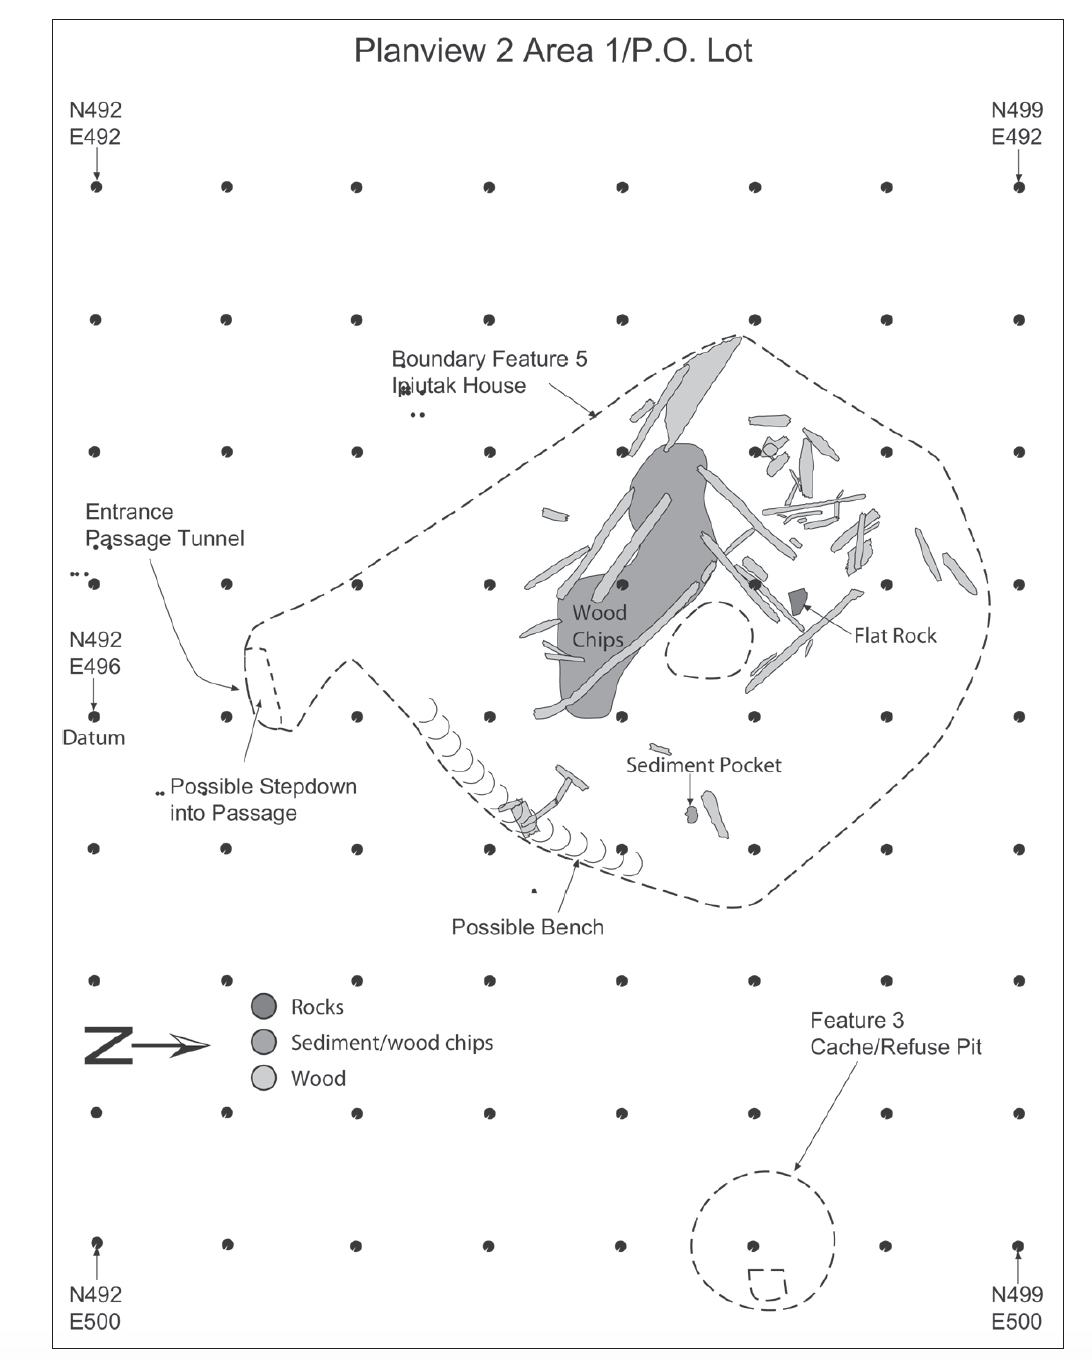 Planview 2 Area 1/P.O. Lot
N492
E492
N499
E492
Boundary Feature 5
Ipiutak House
Entrance
Passage Tunnel
Wood
Chips
N492
E496
Flat Rock
Datum
Sediment Pocket
Possible Stepdown
into Passage
Possible Bench
Rocks
Sediment/wood chips
Wood
Feature 3
Cache/Refuse Pit
N
N492
E500
N499
E500